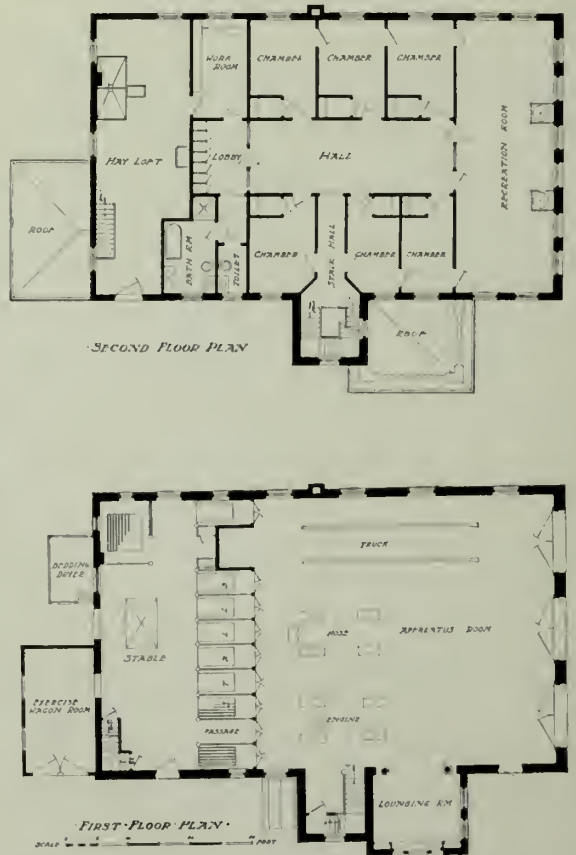 WORK
ROOM
CHAMBER
CHAMBER
CHAMBER
HAY LOFT
LOBBY
HALL
RECREATION ROOM
ROOF
BATH RM
TOILET
CHAMBER
STAIR HALL
CHAMBER
CHAMBER
ROOF
·SECOND FLOOR PLAN
BEDDING
DRYER
TRUCK
STABLE
HOSE
APPARATUS ROOM
EXERCISE
WAGON ROOM
ENGINE
PASSAGE
LOUNGING RM
·FIRST·FLOOR·PLAN·
SCALE
FEET